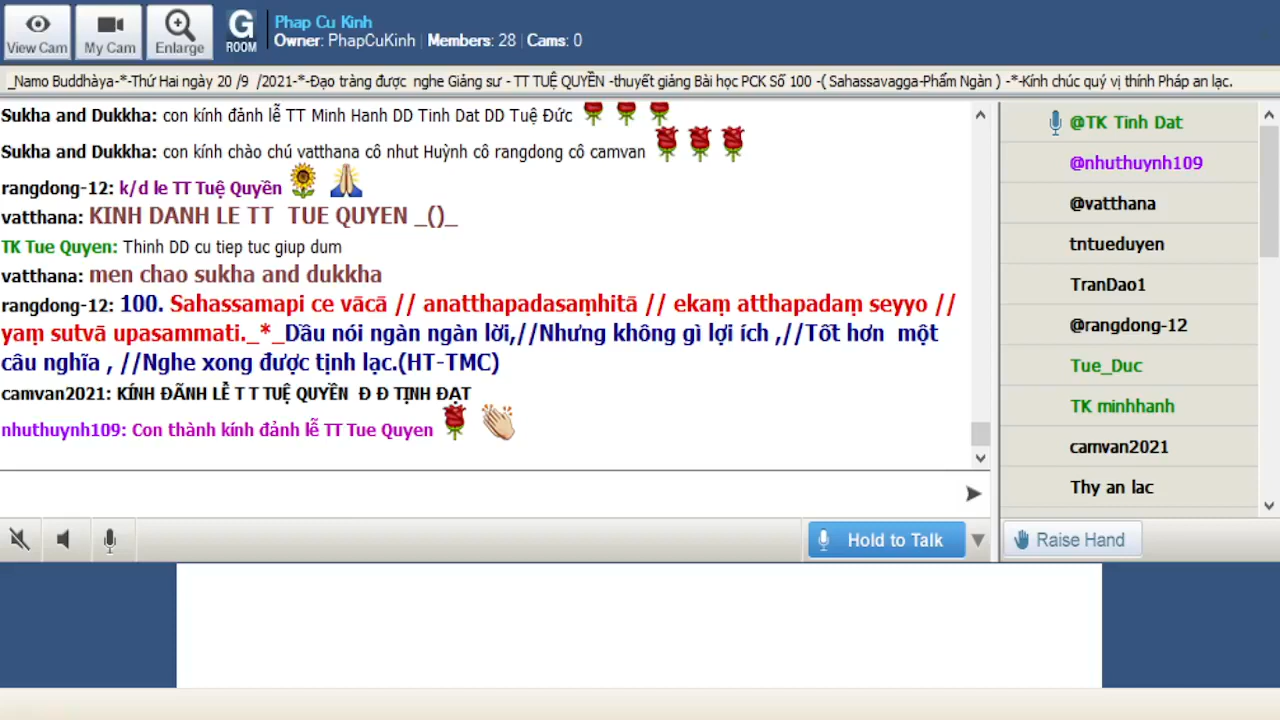 View Cam
My Cam
Enlarge
G
ROOM
Phap Cu Kinh
Owner: PhapCuKinh | Members: 28 | Cams: 0
_Namo Buddhàya-*-Thứ Hai ngày 20 /9 /2021-*-Đạo tràng được nghe Giảng sư - TT TUỆ QUYỀN -thuyết giảng Bài học PCK Số 100 -( Sahassavagga-Phẩm Ngàn ) -*-Kính chúc quý vị thính Pháp an lạc.
Sukha and Dukkha: con kính đảnh lễ TT Minh Hanh DD Tinh Dat DD Tuệ Đức
Sukha and Dukkha: con kính chào chú vatthana cô nhut Huỳnh cô rangdong cô camvan
rangdong-12: k/d le TT Tuệ Quyền
vatthana: KINH DANH LE TT TUE QUYEN _()_
TK Tue Quyen: Thinh DD cu tiep tuc giup dum
vatthana: men chao sukha and dukkha
rangdong-12: 100. Sahassamapi ce vācā // anatthapadasaṃhitā // ekaṃ atthapadaṃ seyyo //
yaṃ sutvā upasammati._*_Dầu nói ngàn ngàn lời,//Nhưng không gì lợi ích ,//Tốt hơn một
câu nghĩa , //Nghe xong được tịnh lạc.(HT-TMC)
camvan2021: KÍNH ĐÃNH LỄ T T TUỆ QUYỀN Đ Đ TỊNH ĐẠT
nhuthuynh109: Con thành kính đảnh lễ TT Tue Quyen
@TK Tinh Dat
@nhuthuynh109
@vatthana
tntueduyen
TranDao1
@rangdong-12
Tue_Duc
TK minhhanh
camvan2021
Thy an lac
Hold to Talk
Raise Hand